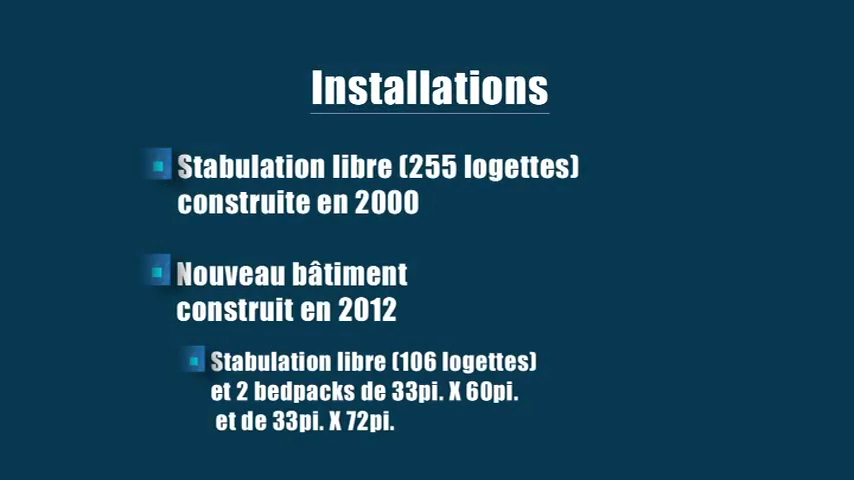 Installations
Stabulation libre (255 logettes)
construite en 2000
Nouveau bâtiment
construit en 2012
Stabulation libre (106 logettes)
et 2 bedpacks de 33pi. X 60pi.
et de 33pi. X 72pi.